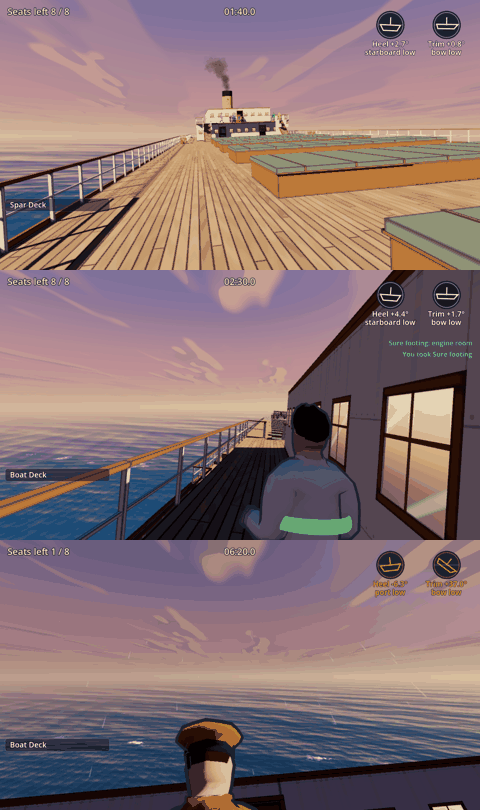 Seats left 8 / 8
01:40.0
Heel +2.7°
starboard low
Trim +0.8°
bow low
Spar Deck
Seats left 8 / 8
02:30.0
Heel +4.4°
starboard low
Trim +1.7°
bow low
Sure footing: engine room
You took Sure footing
Boat Deck
Seats left 1 / 8
06:20.0
port low
bow low
Boat Deck